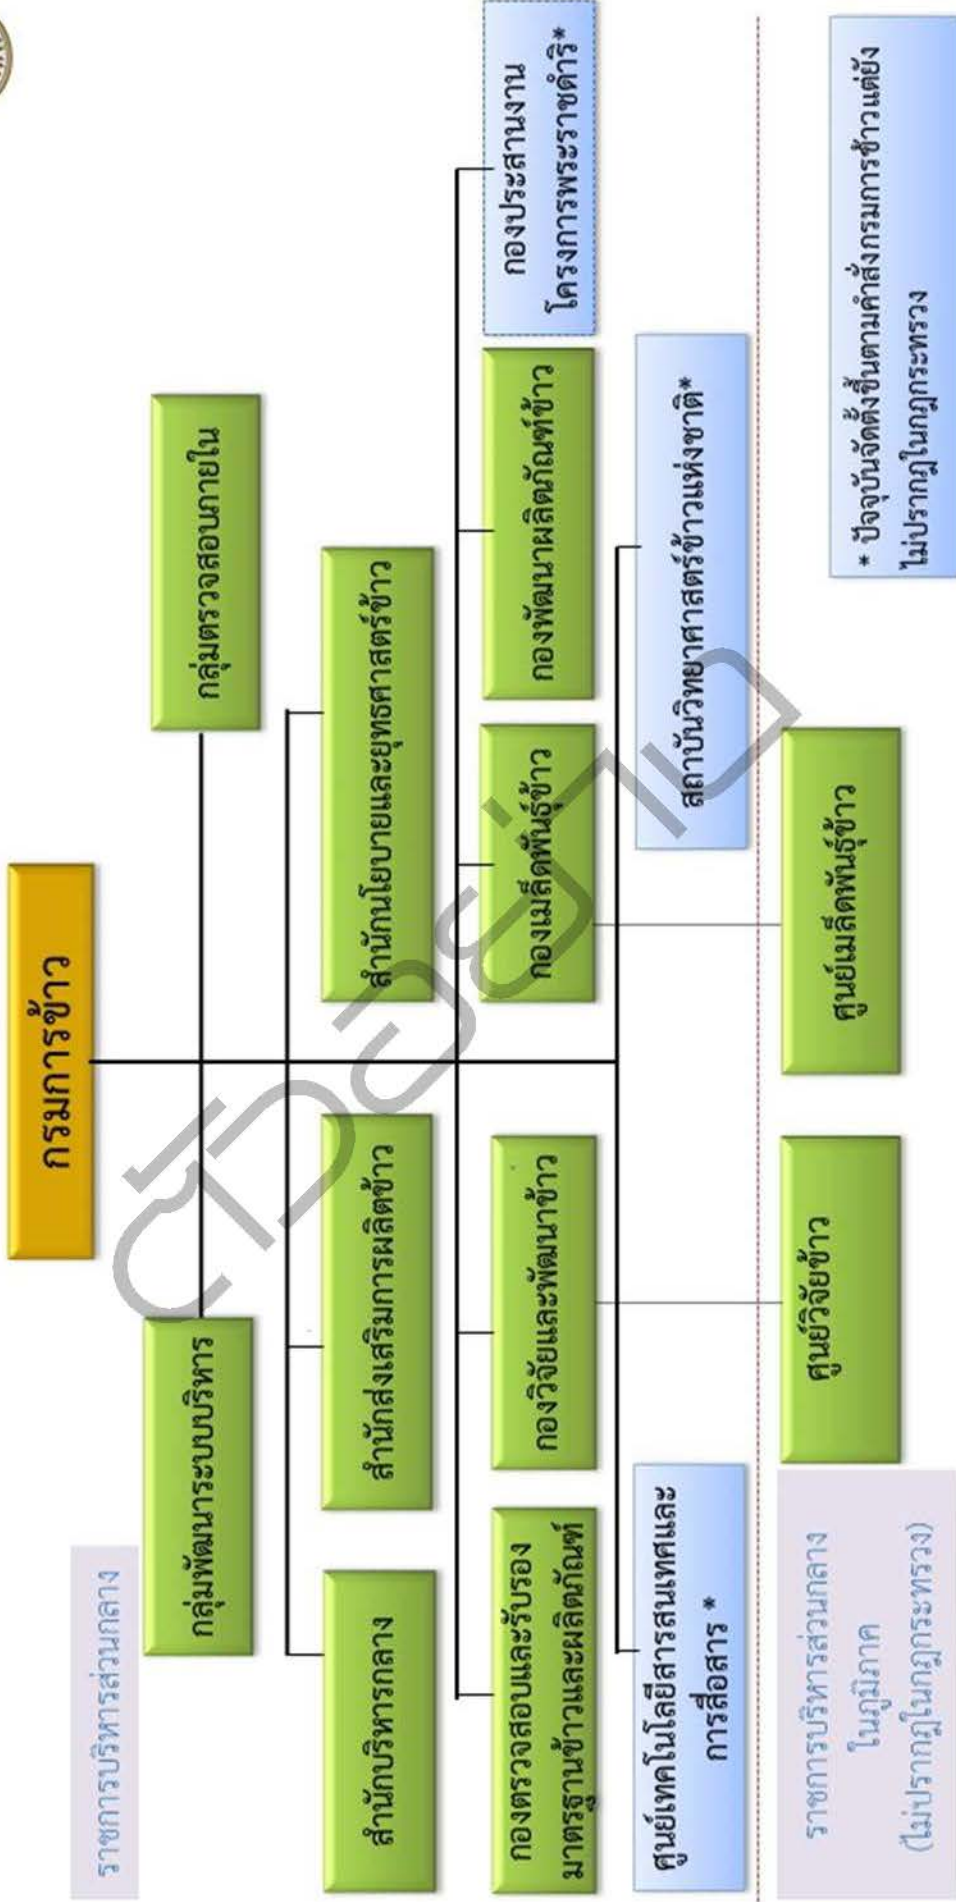 กรมการข้าว
ราชการบริหารส่วนกลาง
กลุ่มพัฒนาระบบบริหาร
กลุ่มตรวจสอบภายใน
สำนักบริหารกลาง
สำนักส่งเสริมการผลิตข้าว
สำนักนโยบายและยุทธศาสตร์ข้าว
กองตรวจสอบและรับรอง
มาตรฐานข้าวและผลิตภัณฑ์
กองวิจัยและพัฒนาข้าว
กองเมล็ดพันธุ์ข้าว
กองพัฒนาผลิตภัณฑ์ข้าว
กองประสานงาน
โครงการพระราชดำริ*
ศูนย์เทคโนโลยีสารสนเทศและ
การสื่อสาร *
สถาบันวิทยาศาสตร์ข้าวแห่งชาติ*
ราชการบริหารส่วนกลาง
ในภูมิภาค
(ไม่ปรากฏในกฎกระทรวง)
ศูนย์วิจัยข้าว
ศูนย์เมล็ดพันธุ์ข้าว
* ปัจจุบันจัดตั้งขึ้นตามคำสั่งกรมการข้าวแต่ยัง
ไม่ปรากฏในกฎกระทรวง
ตัวอย่าง